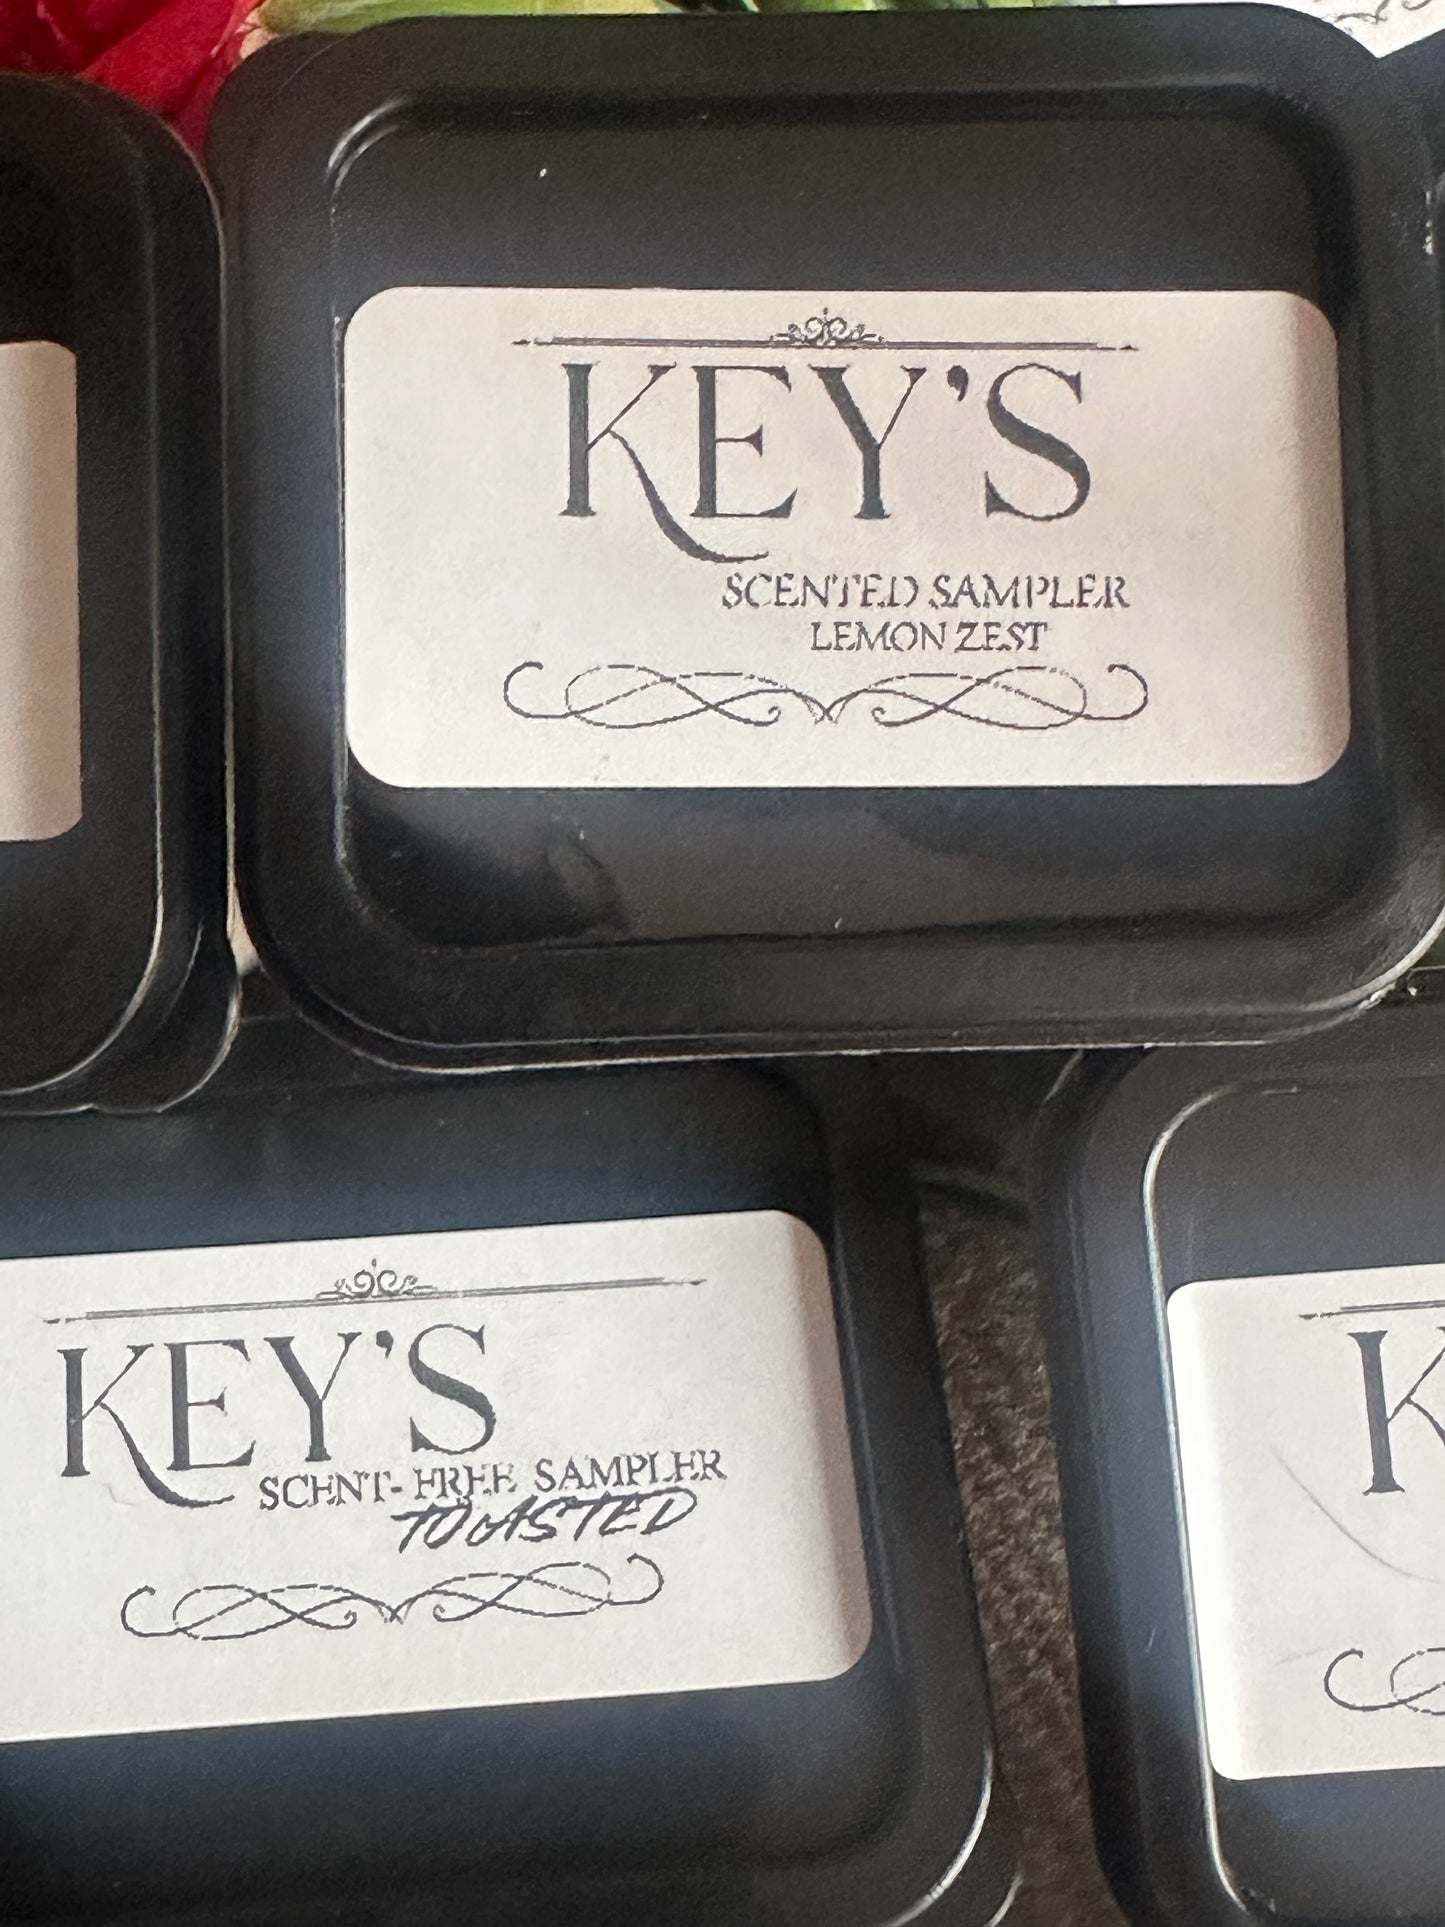 KEY'S
SCENTED SAMPLER
LEMON ZEST
KEY'S
SCENT-FREE SAMPLER
TOASTED
K